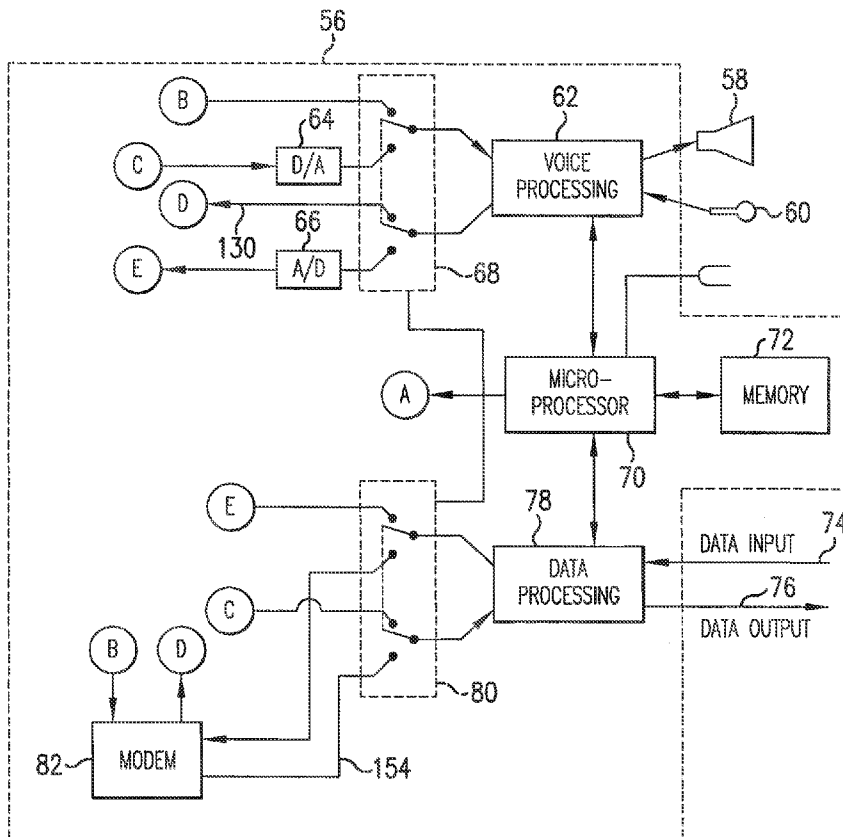 56
B
64
D/A
C
D
130
66
A/D
E
68
62
VOICE
PROCESSING
58
60
A
MICRO-
PROCESSOR
70
72
MEMORY
E
C
B
D
82
MODEM
154
80
78
DATA
PROCESSING
DATA INPUT
74
76
DATA OUTPUT